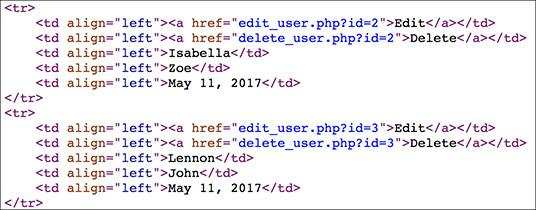 <tr>
    <td align="left"><a href="edit_user.php?id=2">Edit</a></td>
    <td align="left"><a href="delete_user.php?id=2">Delete</a></td>
    <td align="left">Isabella</td>
    <td align="left">Zoe</td>
    <td align="left">May 11, 2017</td>
</tr>
<tr>
    <td align="left"><a href="edit_user.php?id=3">Edit</a></td>
    <td align="left"><a href="delete_user.php?id=3">Delete</a></td>
    <td align="left">Lennon</td>
    <td align="left">John</td>
    <td align="left">May 11, 2017</td>
</tr>